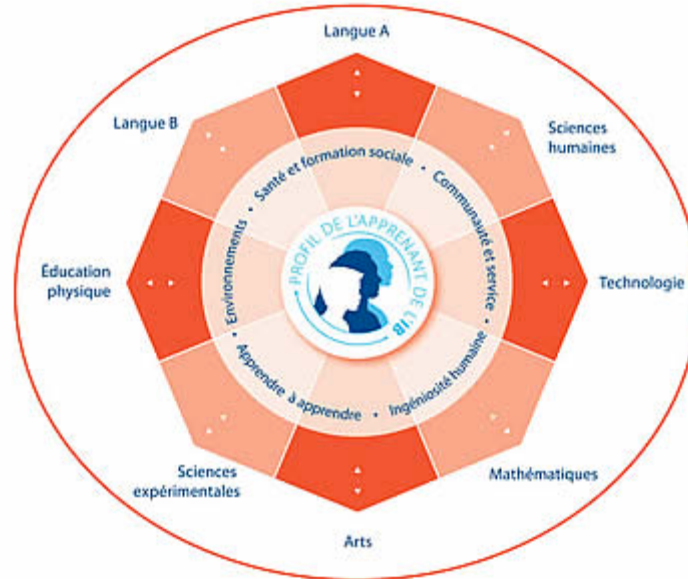 Langue A
Langue B
Sciences
humaines
Santé et formation sociale • Communauté et service • Ingéniosité humaine • Apprendre à apprendre • Environnements •
PROFIL DE L'APPRENANT DE L'IB •
Éducation
physique
Technologie
Sciences
expérimentales
Mathématiques
Arts